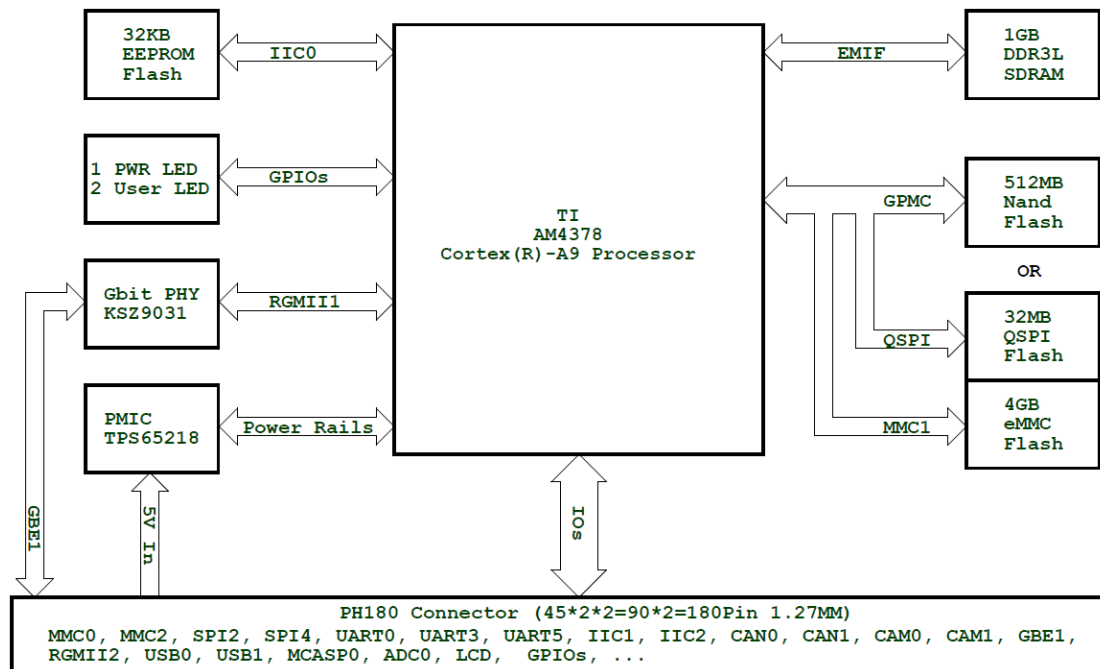 32KB
EEPROM
Flash
IIC0
EMIF
1GB
DDR3L
SDRAM
1 PWR LED
2 User LED
GPIOs
TI
AM4378
Cortex(R)-A9 Processor
GPMC
512MB
Nand
Flash
OR
Gbit PHY
KSZ9031
RGMII1
QSPI
32MB
QSPI
Flash
PMIC
TPS65218
Power Rails
MMC1
4GB
eMMC
Flash
GBE1
5V In
IOs
PH180 Connector (45*2*2=90*2=180Pin 1.27MM)
MMC0, MMC2, SPI2, SPI4, UART0, UART3, UART5, IIC1, IIC2, CAN0, CAN1, CAM0, CAM1, GBE1,
RGMII2, USB0, USB1, MCASP0, ADC0, LCD, GPIOs, ...